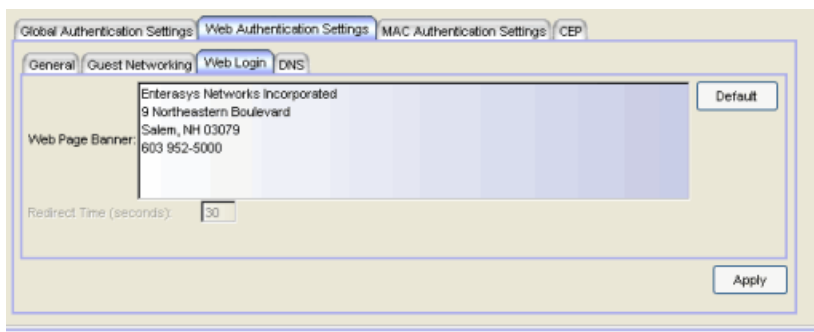 Global Authentication Settings Web Authentication Settings MAC Authentication Settings CEP
General Guest Networking Web Login DNS
Enterasys Networks Incorporated
9 Northeastern Boulevard
Salem, NH 03079
603 952-5000
Web Page Banner:
Default
Redirect Time (seconds): 30
Apply